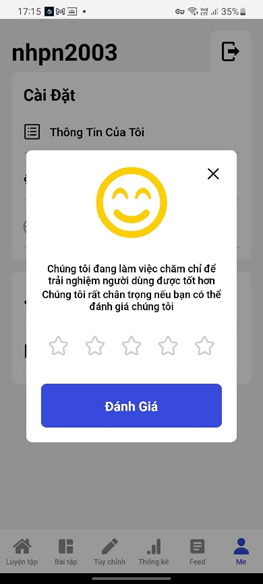 17:15
35%
nhpn2003
Cài Đặt
Thông Tin Của Tôi
Chúng tôi đang làm việc chăm chỉ để
trải nghiệm người dùng được tốt hơn
Chúng tôi rất chân trọng nếu bạn có thể
đánh giá chúng tôi
Đánh Giá
Luyện tập
Bài tập
Tùy chỉnh
Thống kê
Feed
Me